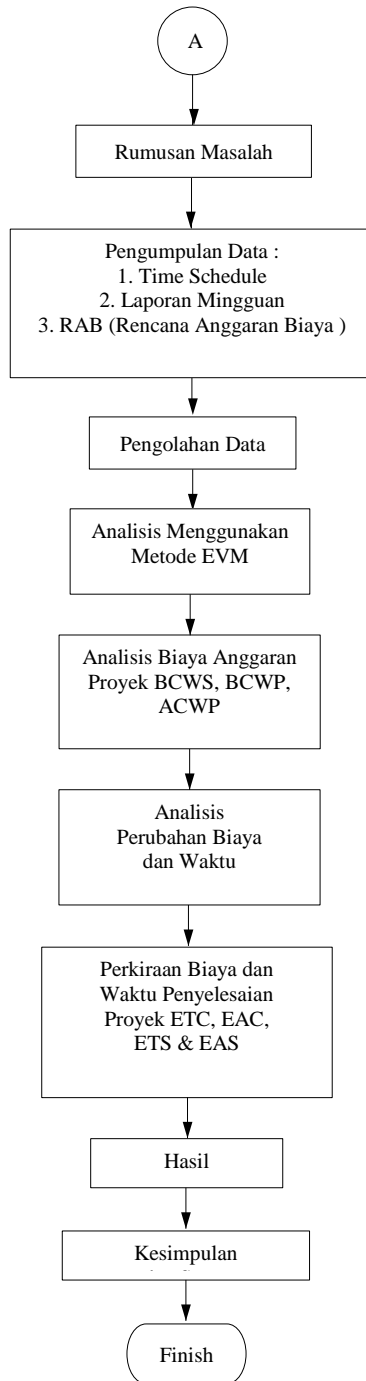 A
Rumusan Masalah
Pengumpulan Data :
1. Time Schedule
2. Laporan Mingguan
3. RAB (Rencana Anggaran Biaya )
Pengolahan Data
Analisis Menggunakan
Metode EVM
Analisis Biaya Anggaran
Proyek BCWS, BCWP,
ACWP
Analisis
Perubahan Biaya
dan Waktu
Perkiraan Biaya dan
Waktu Penyelesaian
Proyek ETC, EAC,
ETS & EAS
Hasil
Kesimpulan
Finish